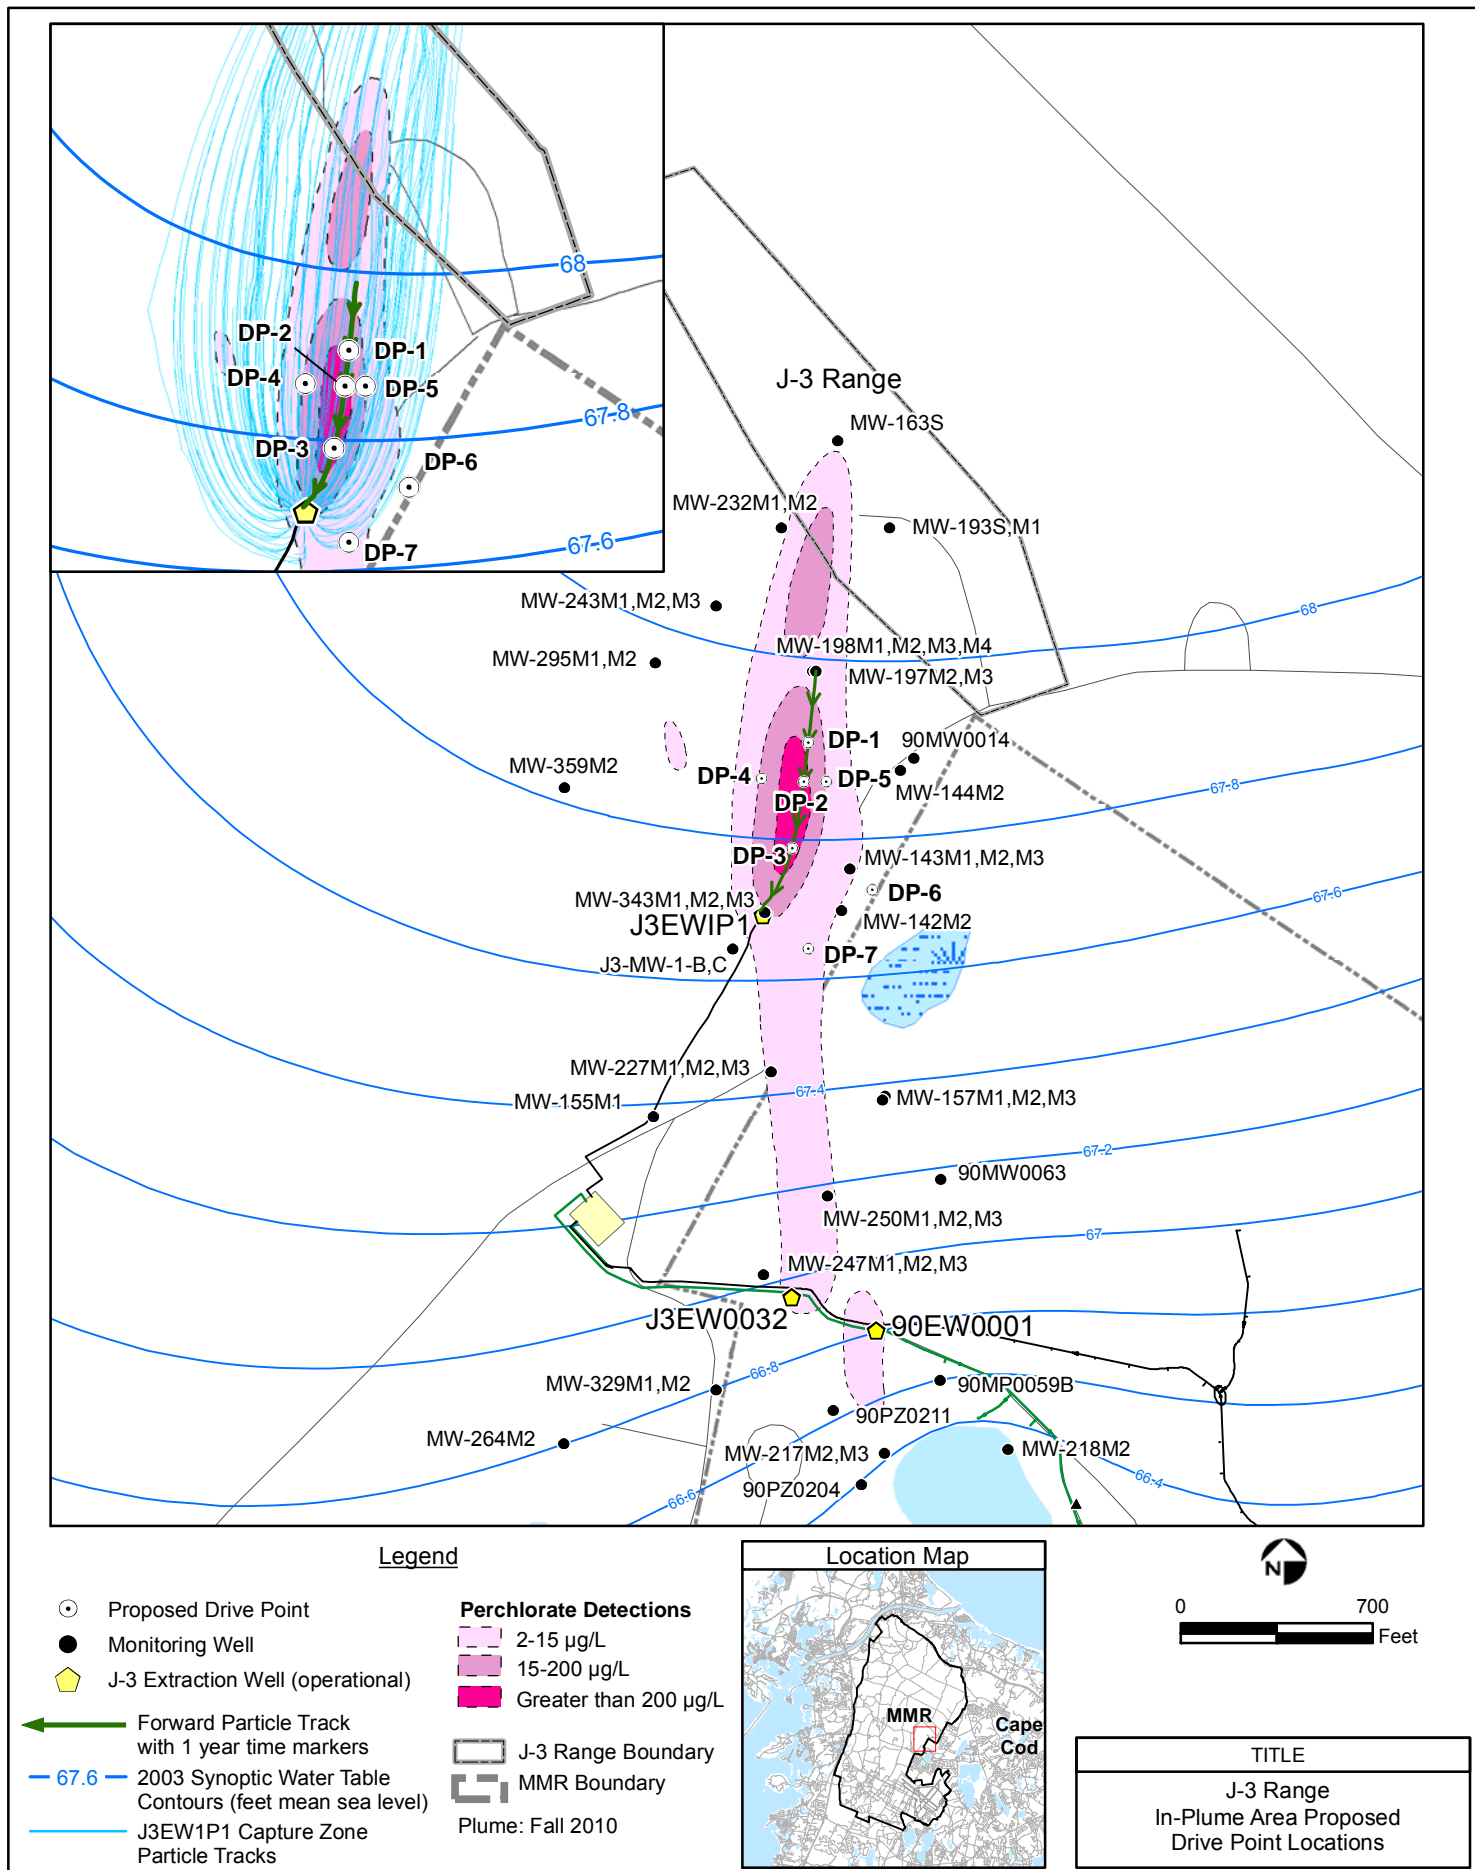 68
DP-2
DP-1
DP-4
DP-5
67.8
DP-3
DP-6
67.6
DP-7
J-3 Range
MW-163S
MW-232M1,M2
MW-193S,M1
MW-243M1,M2,M3
68
MW-295M1,M2
MW-198M1,M2,M3,M4
MW-197M2,M3
DP-1
90MW0014
MW-359M2
DP-4
DP-5
MW-144M2
67.8
DP-2
DP-3
MW-143M1,M2,M3
DP-6
67.6
MW-343M1,M2,M3
J3EWIP1
MW-142M2
J3-MW-1-B,C
DP-7
MW-227M1,M2,M3
67.4
MW-155M1
MW-157M1,M2,M3
67.2
90MW0063
MW-250M1,M2,M3
67
MW-247M1,M2,M3
J3EW0032
90EW0001
66.8
MW-329M1,M2
90MP0059B
90PZ0211
MW-264M2
MW-217M2,M3
MW-218M2
66.4
90PZ0204
66.6
Legend
Proposed Drive Point
Monitoring Well
J-3 Extraction Well (operational)
Forward Particle Track
with 1 year time markers
67.6
2003 Synoptic Water Table
Contours (feet mean sea level)
J3EW1P1 Capture Zone
Particle Tracks
Perchlorate Detections
2-15 µg/L
15-200 µg/L
Greater than 200 µg/L
J-3 Range Boundary
MMR Boundary
Plume: Fall 2010
Location Map
MMR
Cape
Cod
N
0 700
Feet
TITLE
J-3 Range
In-Plume Area Proposed
Drive Point Locations